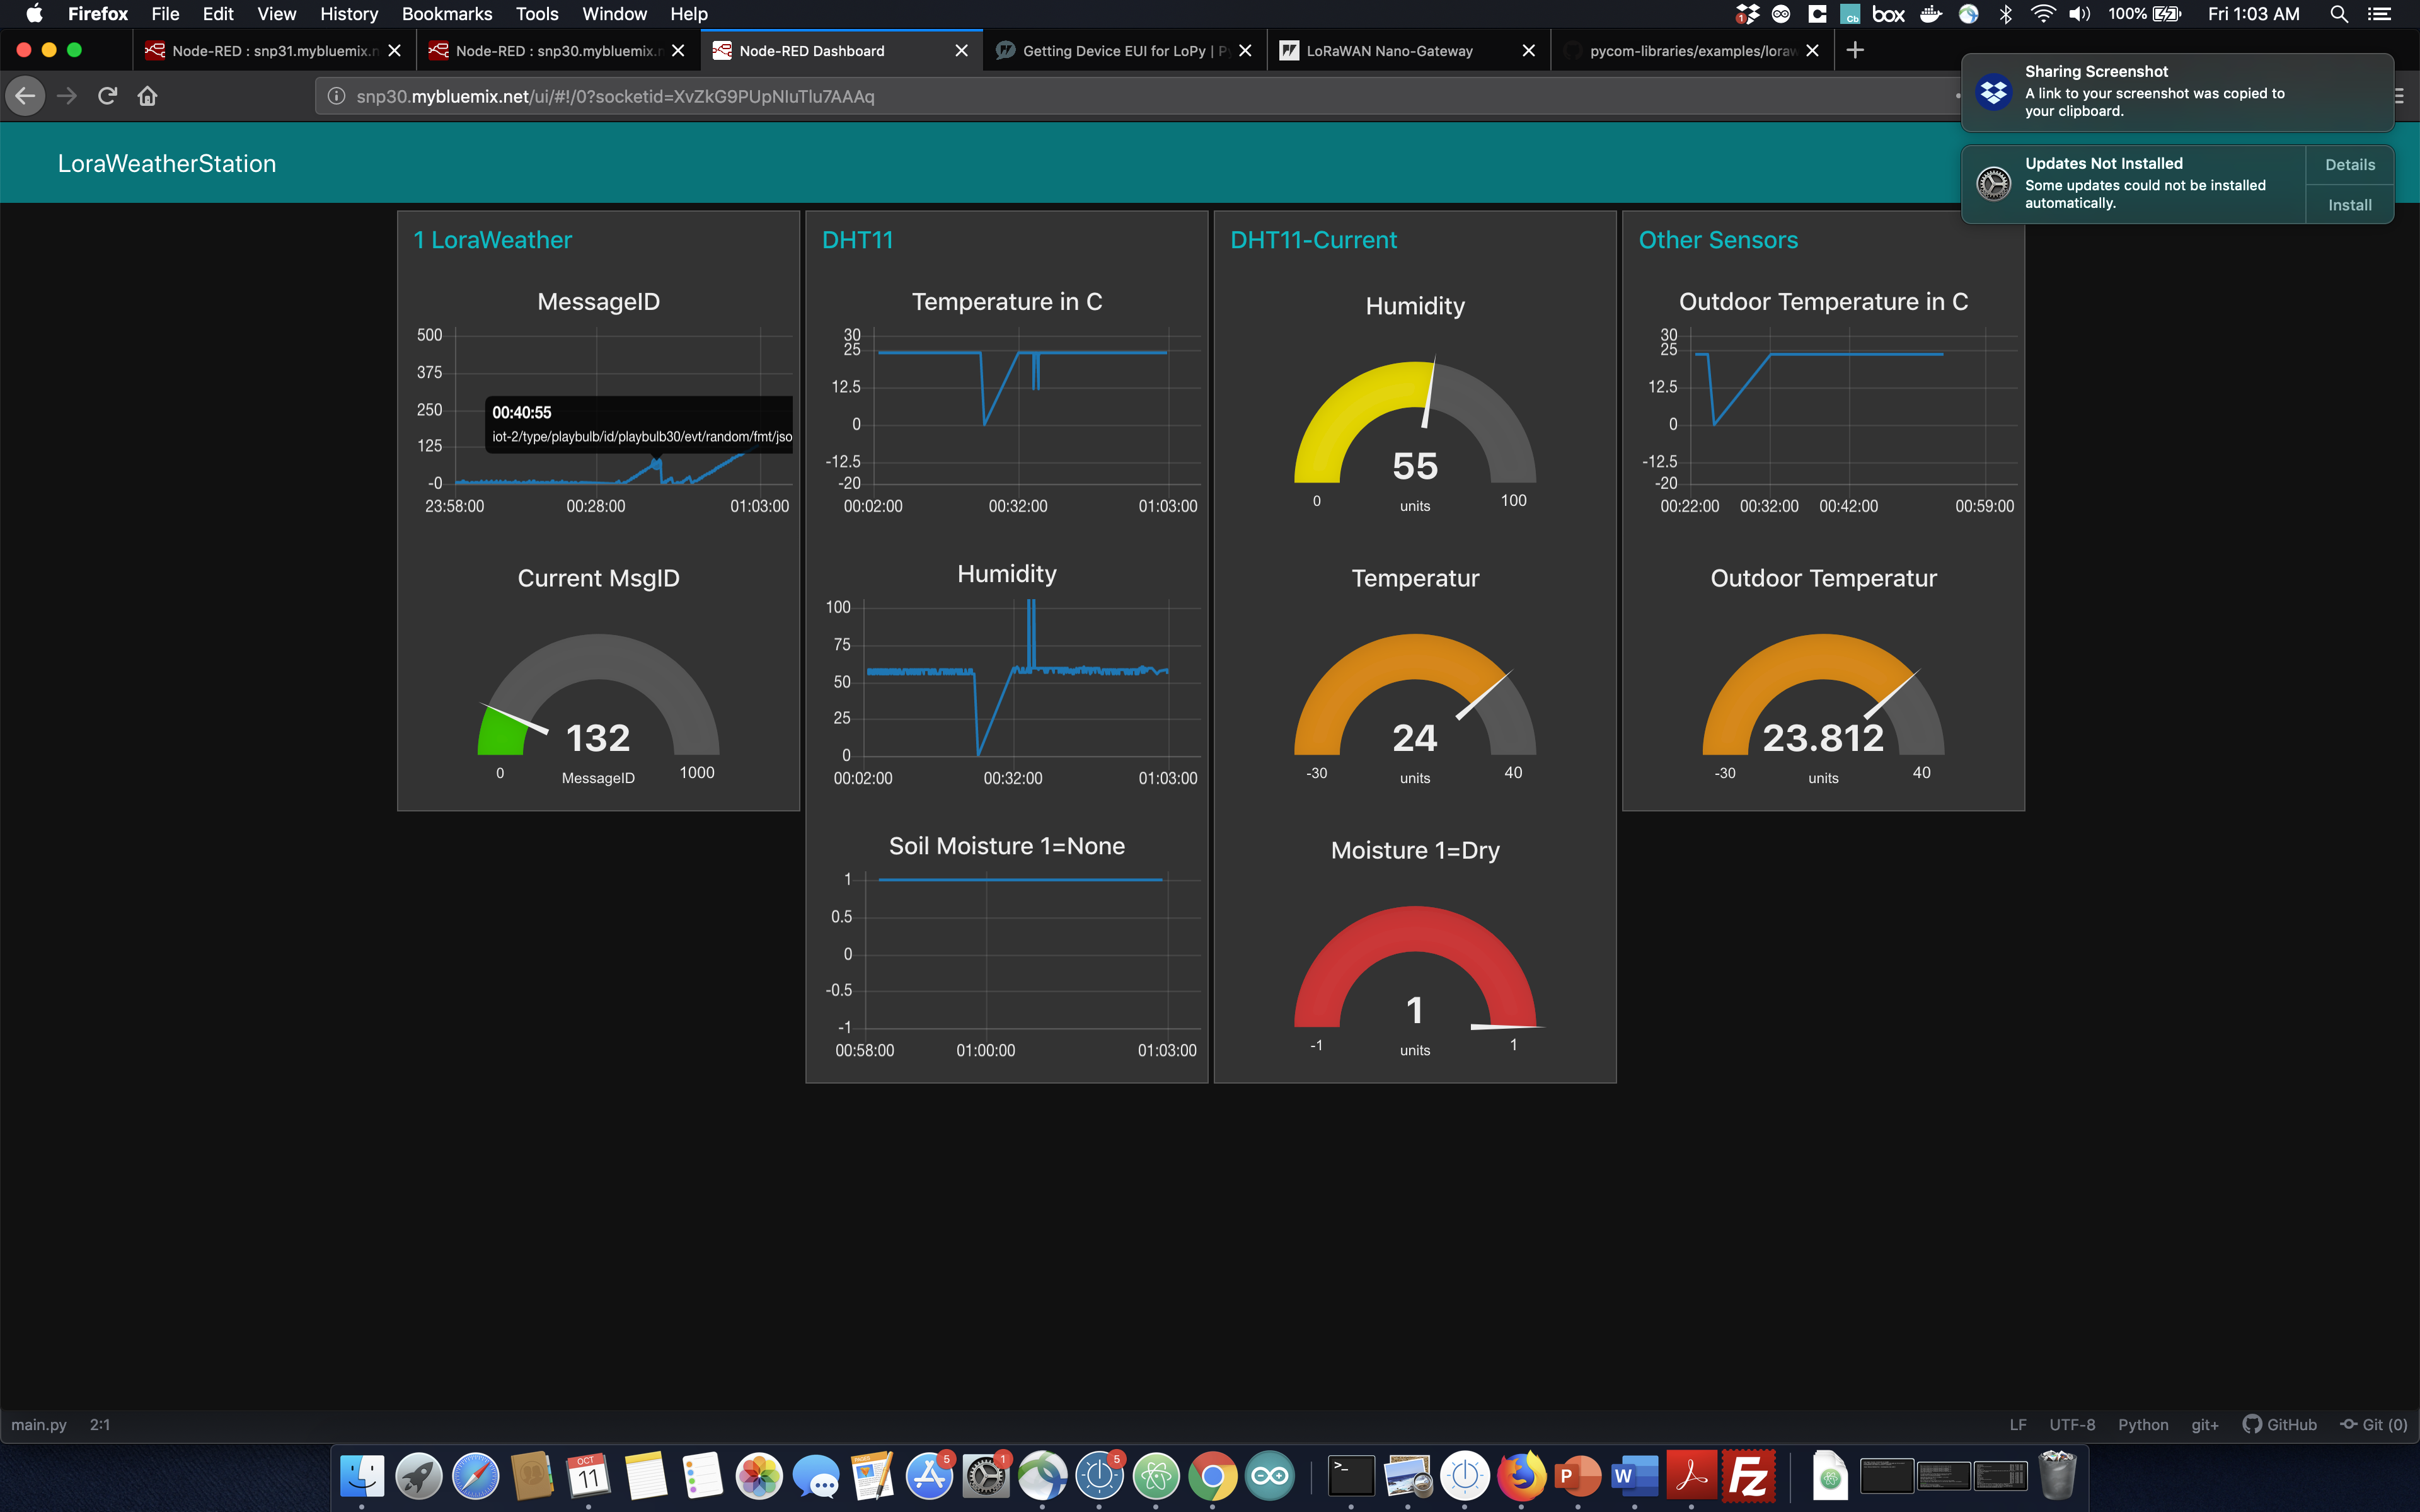 Firefox File Edit View History Bookmarks Tools Window Help
box 100% Fri 1:03 AM
Node-RED : snp31.mybluemix.n
Node-RED : snp30.mybluemix.n
Node-RED Dashboard
Getting Device EUI for LoPy | Py
LoRaWAN Nano-Gateway
pycom-libraries/examples/loraw
snp30.mybluemix.net/ui/#!/0?socketid=XvZkG9PUpNIuTlu7AAAq
Sharing Screenshot
A link to your screenshot was copied to
your clipboard.
Updates Not Installed
Some updates could not be installed
automatically.
Details
Install
LoraWeatherStation
1 LoraWeather
MessageID
500
375
250
125
-0
00:40:55
iot-2/type/playbulb/id/playbulb30/evt/random/fmt/jso
23:58:00 00:28:00 01:03:00
Current MsgID
132
0 MessageID 1000
DHT11
Temperature in C
30
25
12.5
0
-12.5
-20
00:02:00 00:32:00 01:03:00
Humidity
100
75
50
25
0
00:02:00 00:32:00 01:03:00
Soil Moisture 1=None
1
0.5
0
-0.5
-1
00:58:00 01:00:00 01:03:00
DHT11-Current
Humidity
55
0 units 100
Temperatur
24
-30 units 40
Moisture 1=Dry
1
-1 units 1
Other Sensors
Outdoor Temperature in C
30
25
12.5
0
-12.5
-20
00:22:00 00:32:00 00:42:00 00:59:00
Outdoor Temperatur
23.812
-30 units 40
main.py 2:1
LF UTF-8 Python git+ GitHub Git (0)
OCT
11
PAGES
5
1
5
P
W
Fz